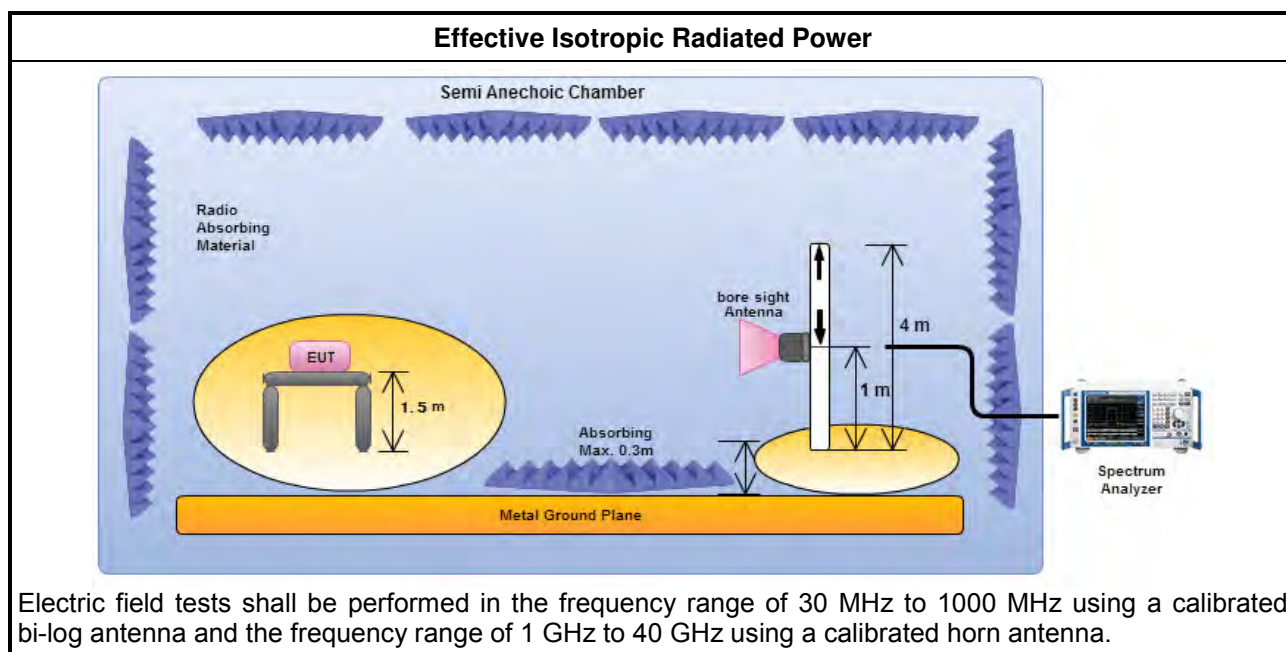 Effective Isotropic Radiated Power
Semi Anechoic Chamber
Radio
Absorbing
Material
bore sight
Antenna
4 m
EUT
1 m
1.5 m
Absorbing
Max. 0.3m
Spectrum
Analyzer
Metal Ground Plane
Electric field tests shall be performed in the frequency range of 30 MHz to 1000 MHz using a calibrated
bi-log antenna and the frequency range of 1 GHz to 40 GHz using a calibrated horn antenna.